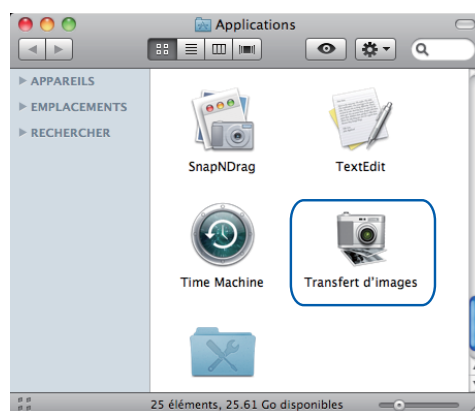 Applications
APPAREILS
EMPLACEMENTS
RECHERCHER
SnapNDrag
TextEdit
Time Machine
Transfert d'images
25 éléments, 25.61 Go disponibles